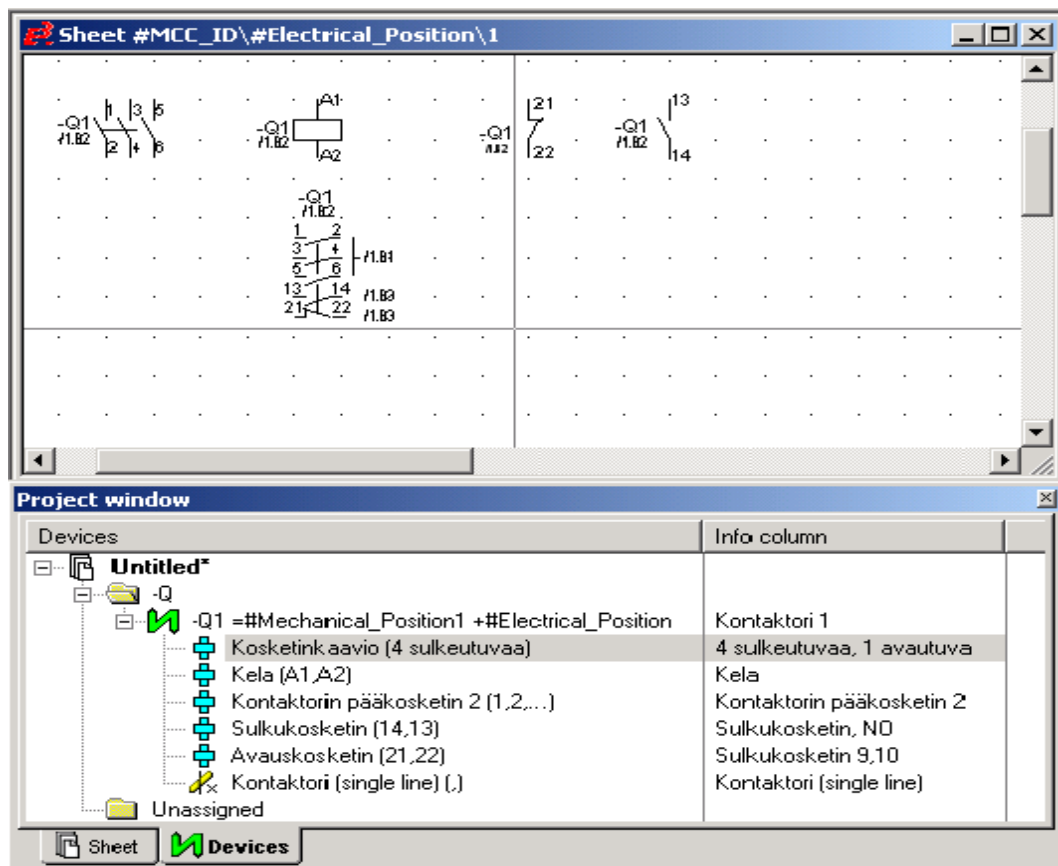 Sheet #MCC_ID\#Electrical_Position\1
1 3 5
-Q1
/1.B2
2 4 6
A1
-Q1
/1.B2
A2
21
-Q1
/1.B2
22
13
-Q1
/1.B2
14
-Q1
/1.B2
1 2
3 4
5 6 /1.B1
13 14 /1.B3
21 22 /1.B3
Project window
Devices Info column
Untitled*
-Q
-Q1 =#Mechanical_Position1 +#Electrical_Position Kontaktori 1
Kosketinkaavio (4 sulkeutuvaa) 4 sulkeutuvaa, 1 avautuva
Kela (A1,A2) Kela
Kontaktorin pääkosketin 2 (1,2,...) Kontaktorin pääkosketin 2
Sulkukosketin (14,13) Sulkukosketin, NO
Avauskosketin (21,22) Sulkukosketin 9,10
Kontaktori (single line) (,) Kontaktori (single line)
Unassigned
Sheet Devices